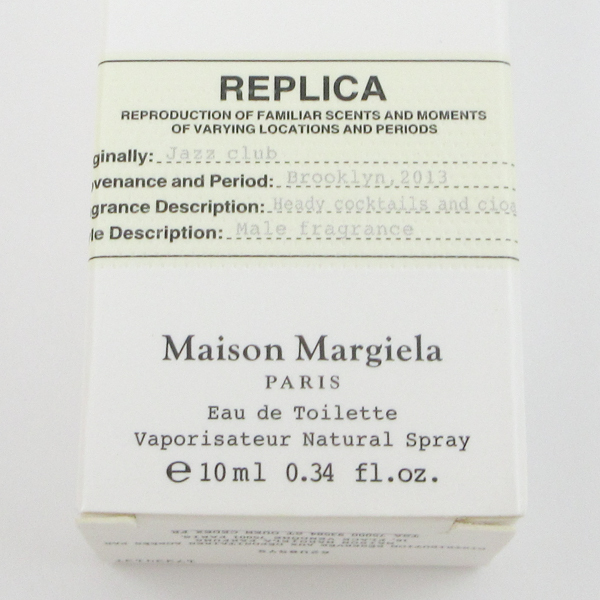 REPLICA
REPRODUCTION OF FAMILIAR SCENTS AND MOMENTS
OF VARYING LOCATIONS AND PERIODS
ginally: Jazz club
venance and Period: Brooklyn,2013
grance Description: Heady cocktails and ciga
le Description: Male fragrance
Maison Margiela
PARIS
Eau de Toilette
Vaporisateur Natural Spray
℮ 10 ml 0.34 fl.oz.